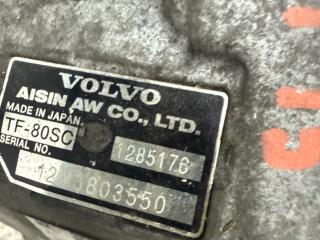 VOLVO
AISIN AW CO., LTD.
MADE IN JAPAN
TF-80SC
SERIAL NO. 1285176
803550